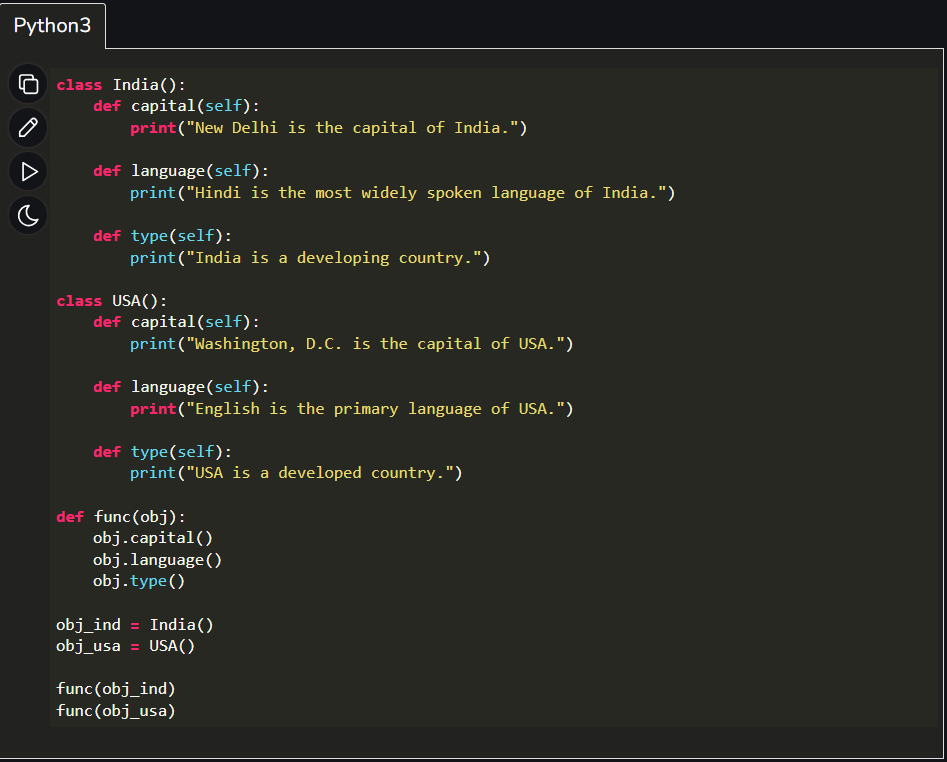 Python3
class India():
    def capital(self):
        print("New Delhi is the capital of India.")

    def language(self):
        print("Hindi is the most widely spoken language of India.")

    def type(self):
        print("India is a developing country.")

class USA():
    def capital(self):
        print("Washington, D.C. is the capital of USA.")

    def language(self):
        print("English is the primary language of USA.")

    def type(self):
        print("USA is a developed country.")

def func(obj):
    obj.capital()
    obj.language()
    obj.type()

obj_ind = India()
obj_usa = USA()

func(obj_ind)
func(obj_usa)